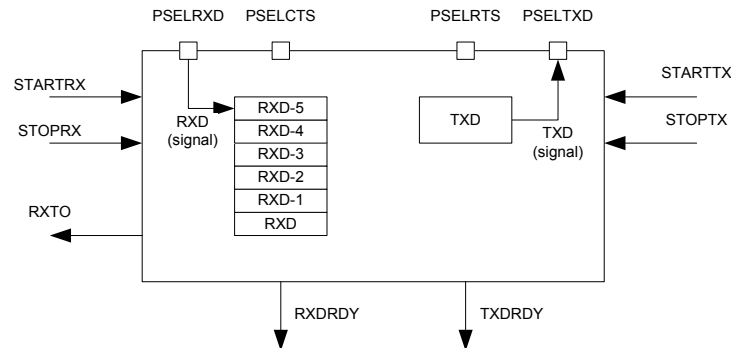 PSELRXD PSELCTS PSELRTS PSELTXD
STARTRX
STARTTX
RXD
(signal)
RXD-5
RXD-4
RXD-3
RXD-2
RXD-1
RXD
TXD
TXD
(signal)
STOPRX
STOPTX
RXTO
RXDRDY
TXDRDY